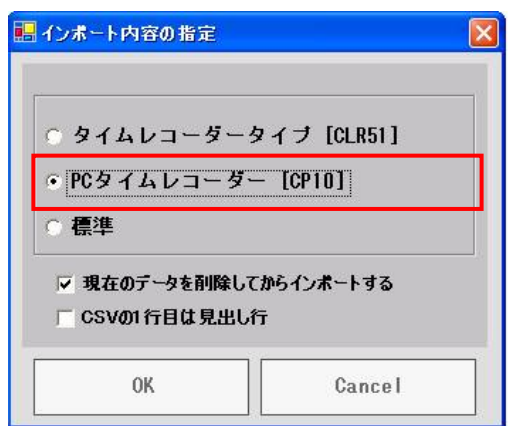 インポート内容の指定
タイムレコーダータイプ [CLR51]
PCタイムレコーダー [CP10]
標準
現在のデータを削除してからインポートする
CSVの1行目は見出し行
OK
Cancel